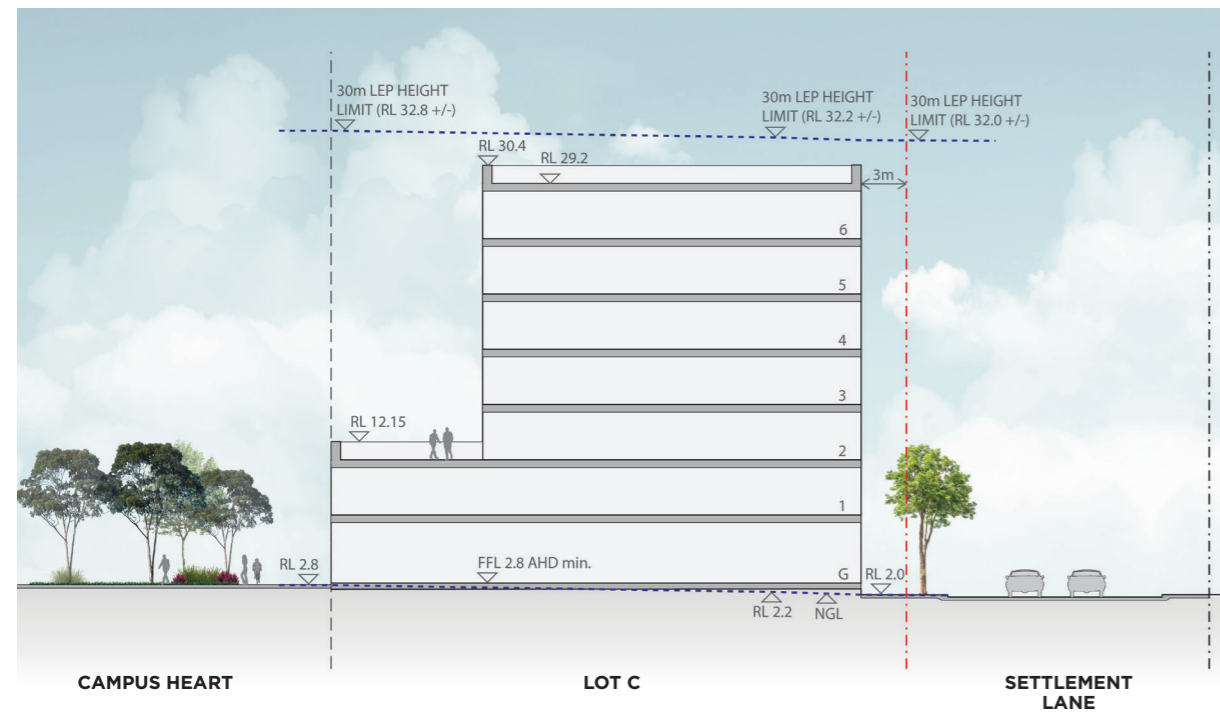 30m LEP HEIGHT
LIMIT (RL 32.8 +/-)
30m LEP HEIGHT
LIMIT (RL 32.2 +/-)
30m LEP HEIGHT
LIMIT (RL 32.0 +/-)
RL 30.4
RL 29.2
3m
6
5
4
3
RL 12.15
2
1
RL 2.8
FFL 2.8 AHD min.
G
RL 2.0
RL 2.2
NGL
CAMPUS HEART
LOT C
SETTLEMENT
LANE